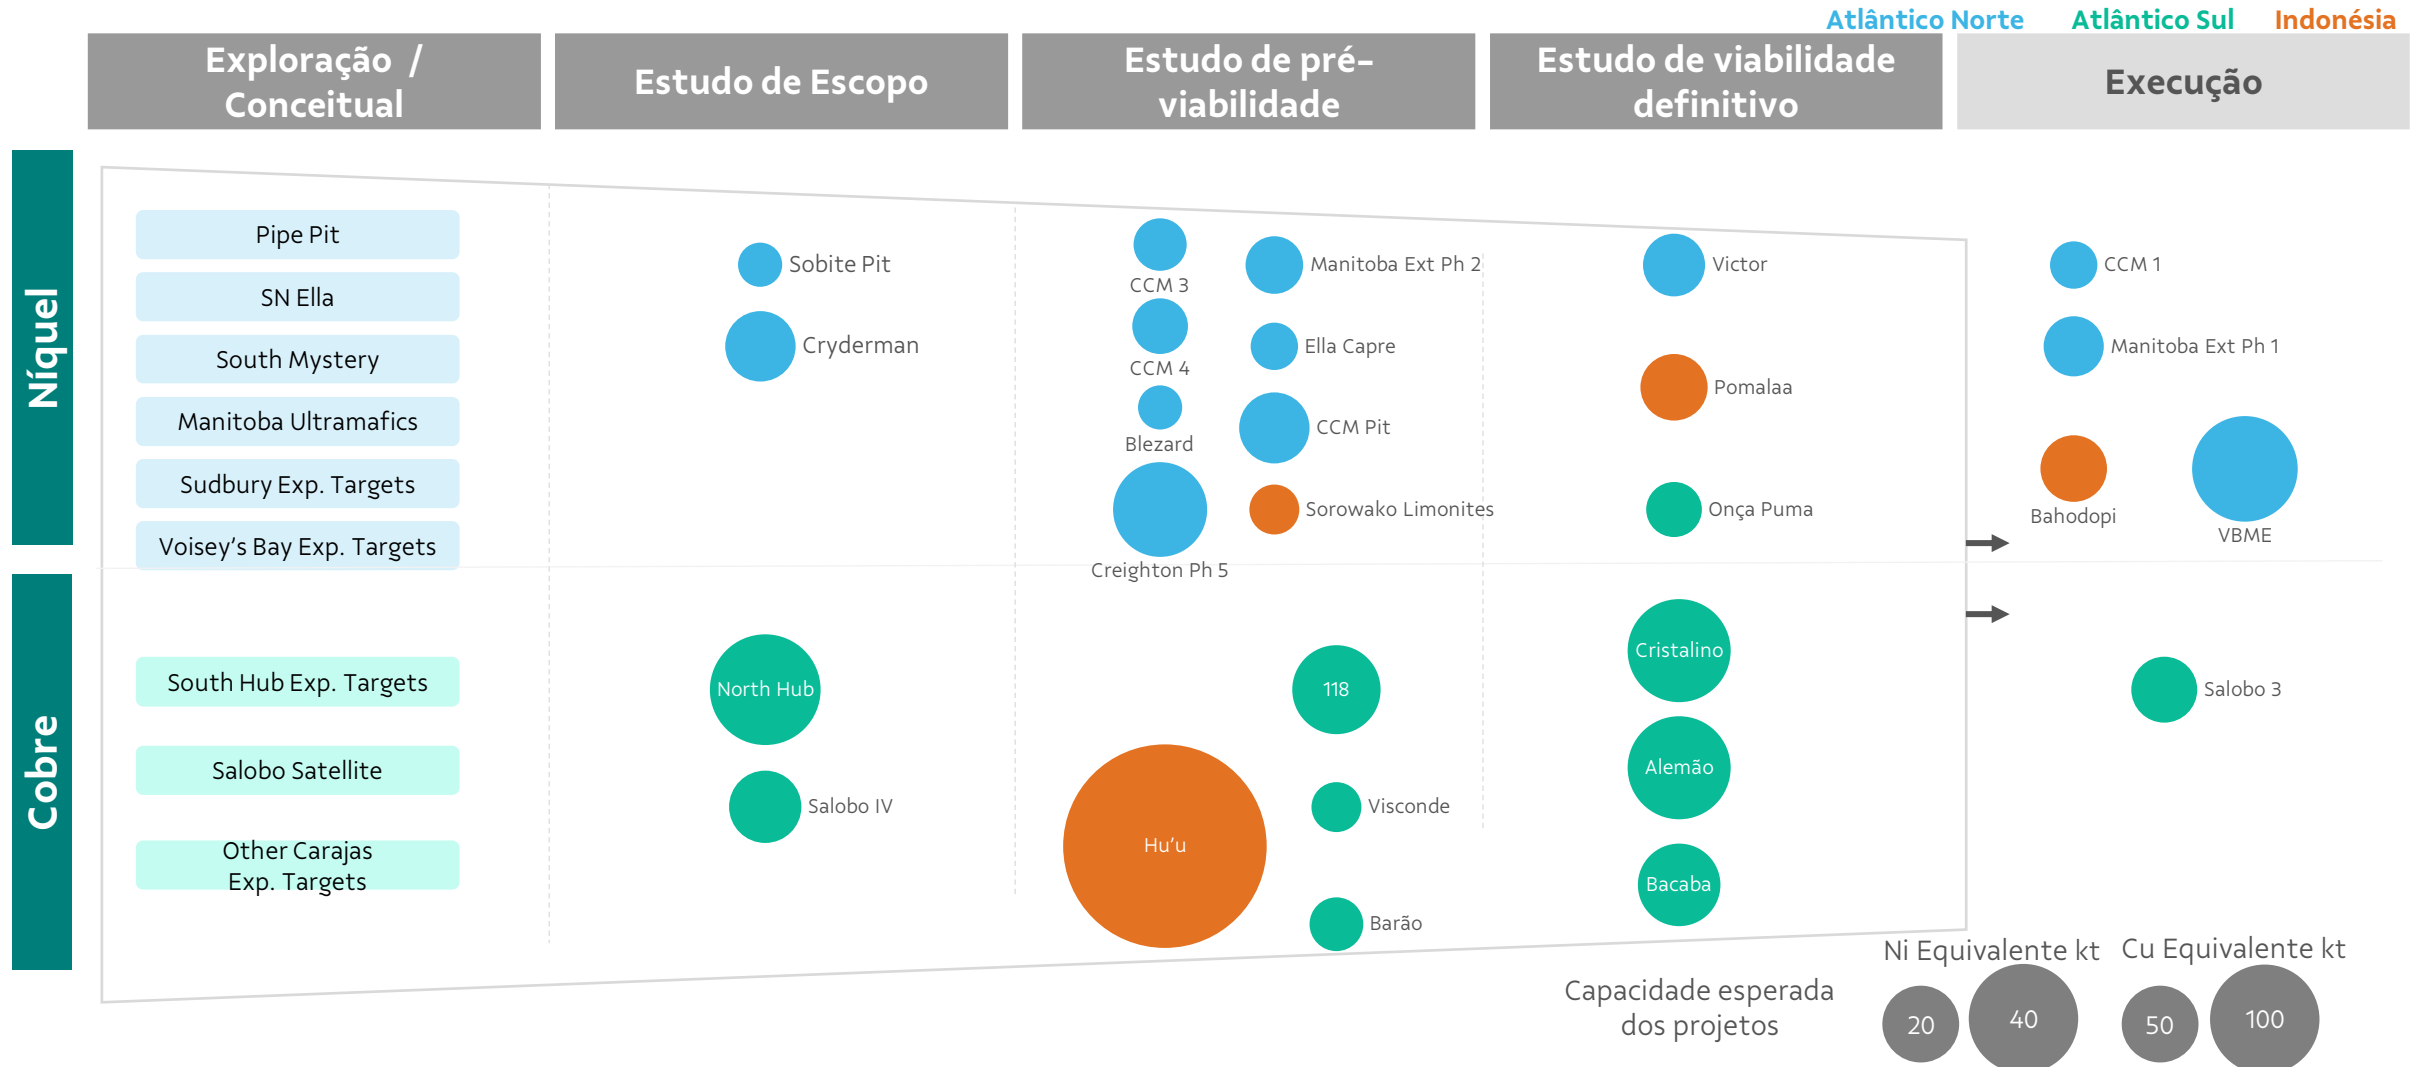 Atlântico Norte Atlântico Sul Indonésia
Exploração /
Conceitual
Estudo de Escopo
Estudo de pré-
viabilidade
Estudo de viabilidade
definitivo
Execução
Níquel
Pipe Pit
SN Ella
South Mystery
Manitoba Ultramafics
Sudbury Exp. Targets
Voisey's Bay Exp. Targets
Sobite Pit
Cryderman
CCM 3
CCM 4
Blezard
Creighton Ph 5
Manitoba Ext Ph 2
Ella Capre
CCM Pit
Sorowako Limonites
Victor
Pomalaa
Onça Puma
CCM 1
Manitoba Ext Ph 1
Bahodopi
VBME
Cobre
South Hub Exp. Targets
Salobo Satellite
Other Carajas
Exp. Targets
North Hub
Salobo IV
Hu'u
118
Visconde
Barão
Cristalino
Alemão
Bacaba
Salobo 3
Capacidade esperada
dos projetos
Ni Equivalente kt
20
40
Cu Equivalente kt
50
100